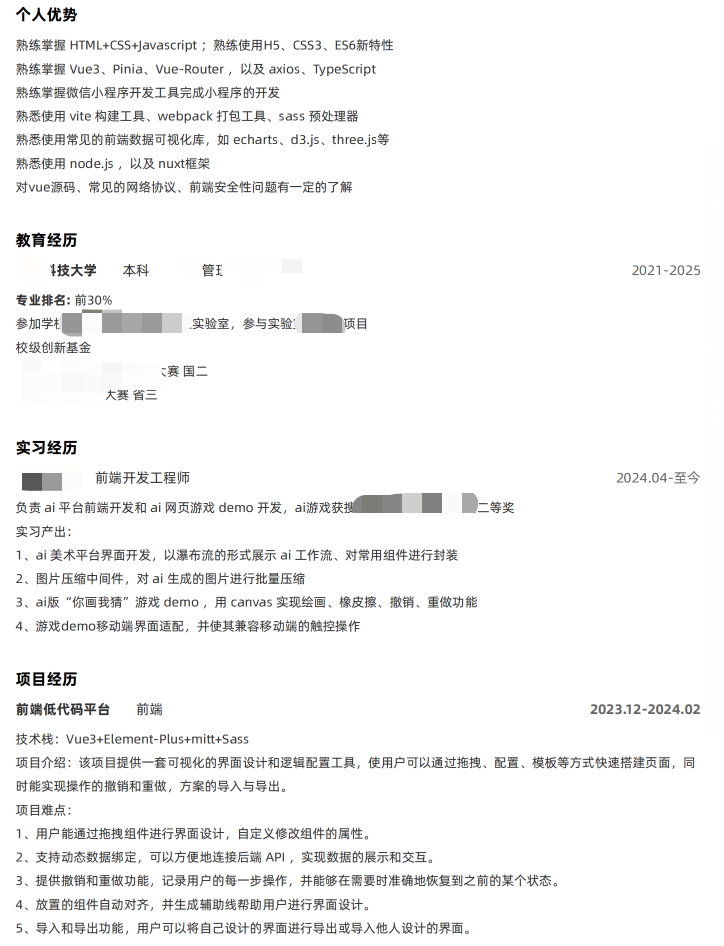 个人优势
熟练掌握 HTML+CSS+Javascript ；熟练使用H5、CSS3、ES6新特性
熟练掌握 Vue3、Pinia、Vue-Router ，以及 axios、TypeScript
熟练掌握微信小程序开发工具完成小程序的开发
熟悉使用 vite 构建工具、webpack 打包工具、sass 预处理器
熟悉使用常见的前端数据可视化库，如 echarts、d3.js、three.js等
熟悉使用 node.js ，以及 nuxt框架
对vue源码、常见的网络协议、前端安全性问题有一定的了解
教育经历
科技大学 本科 管理 2021-2025
专业排名: 前30%
参加学校 实验室，参与实验室 项目
校级创新基金
大赛 国二
大赛 省三
实习经历
前端开发工程师 2024.04-至今
负责 ai 平台前端开发和 ai 网页游戏 demo 开发，ai游戏获 二等奖
实习产出：
1、ai 美术平台界面开发，以瀑布流的形式展示 ai 工作流、对常用组件进行封装
2、图片压缩中间件，对 ai 生成的图片进行批量压缩
3、ai版“你画我猜”游戏 demo ，用 canvas 实现绘画、橡皮擦、撤销、重做功能
4、游戏demo移动端界面适配，并使其兼容移动端的触控操作
项目经历
前端低代码平台 前端 2023.12-2024.02
技术栈：Vue3+Element-Plus+mitt+Sass
项目介绍：该项目提供一套可视化的界面设计和逻辑配置工具，使用户可以通过拖拽、配置、模板等方式快速搭建页面，同
时能实现操作的撤销和重做，方案的导入与导出。
项目难点：
1、用户能通过拖拽组件进行界面设计，自定义修改组件的属性。
2、支持动态数据绑定，可以方便地连接后端 API ，实现数据的展示和交互。
3、提供撤销和重做功能，记录用户的每一步操作，并能够在需要时准确地恢复到之前的某个状态。
4、放置的组件自动对齐，并生成辅助线帮助用户进行界面设计。
5、导入和导出功能，用户可以将自己设计的界面进行导出或导入他人设计的界面。